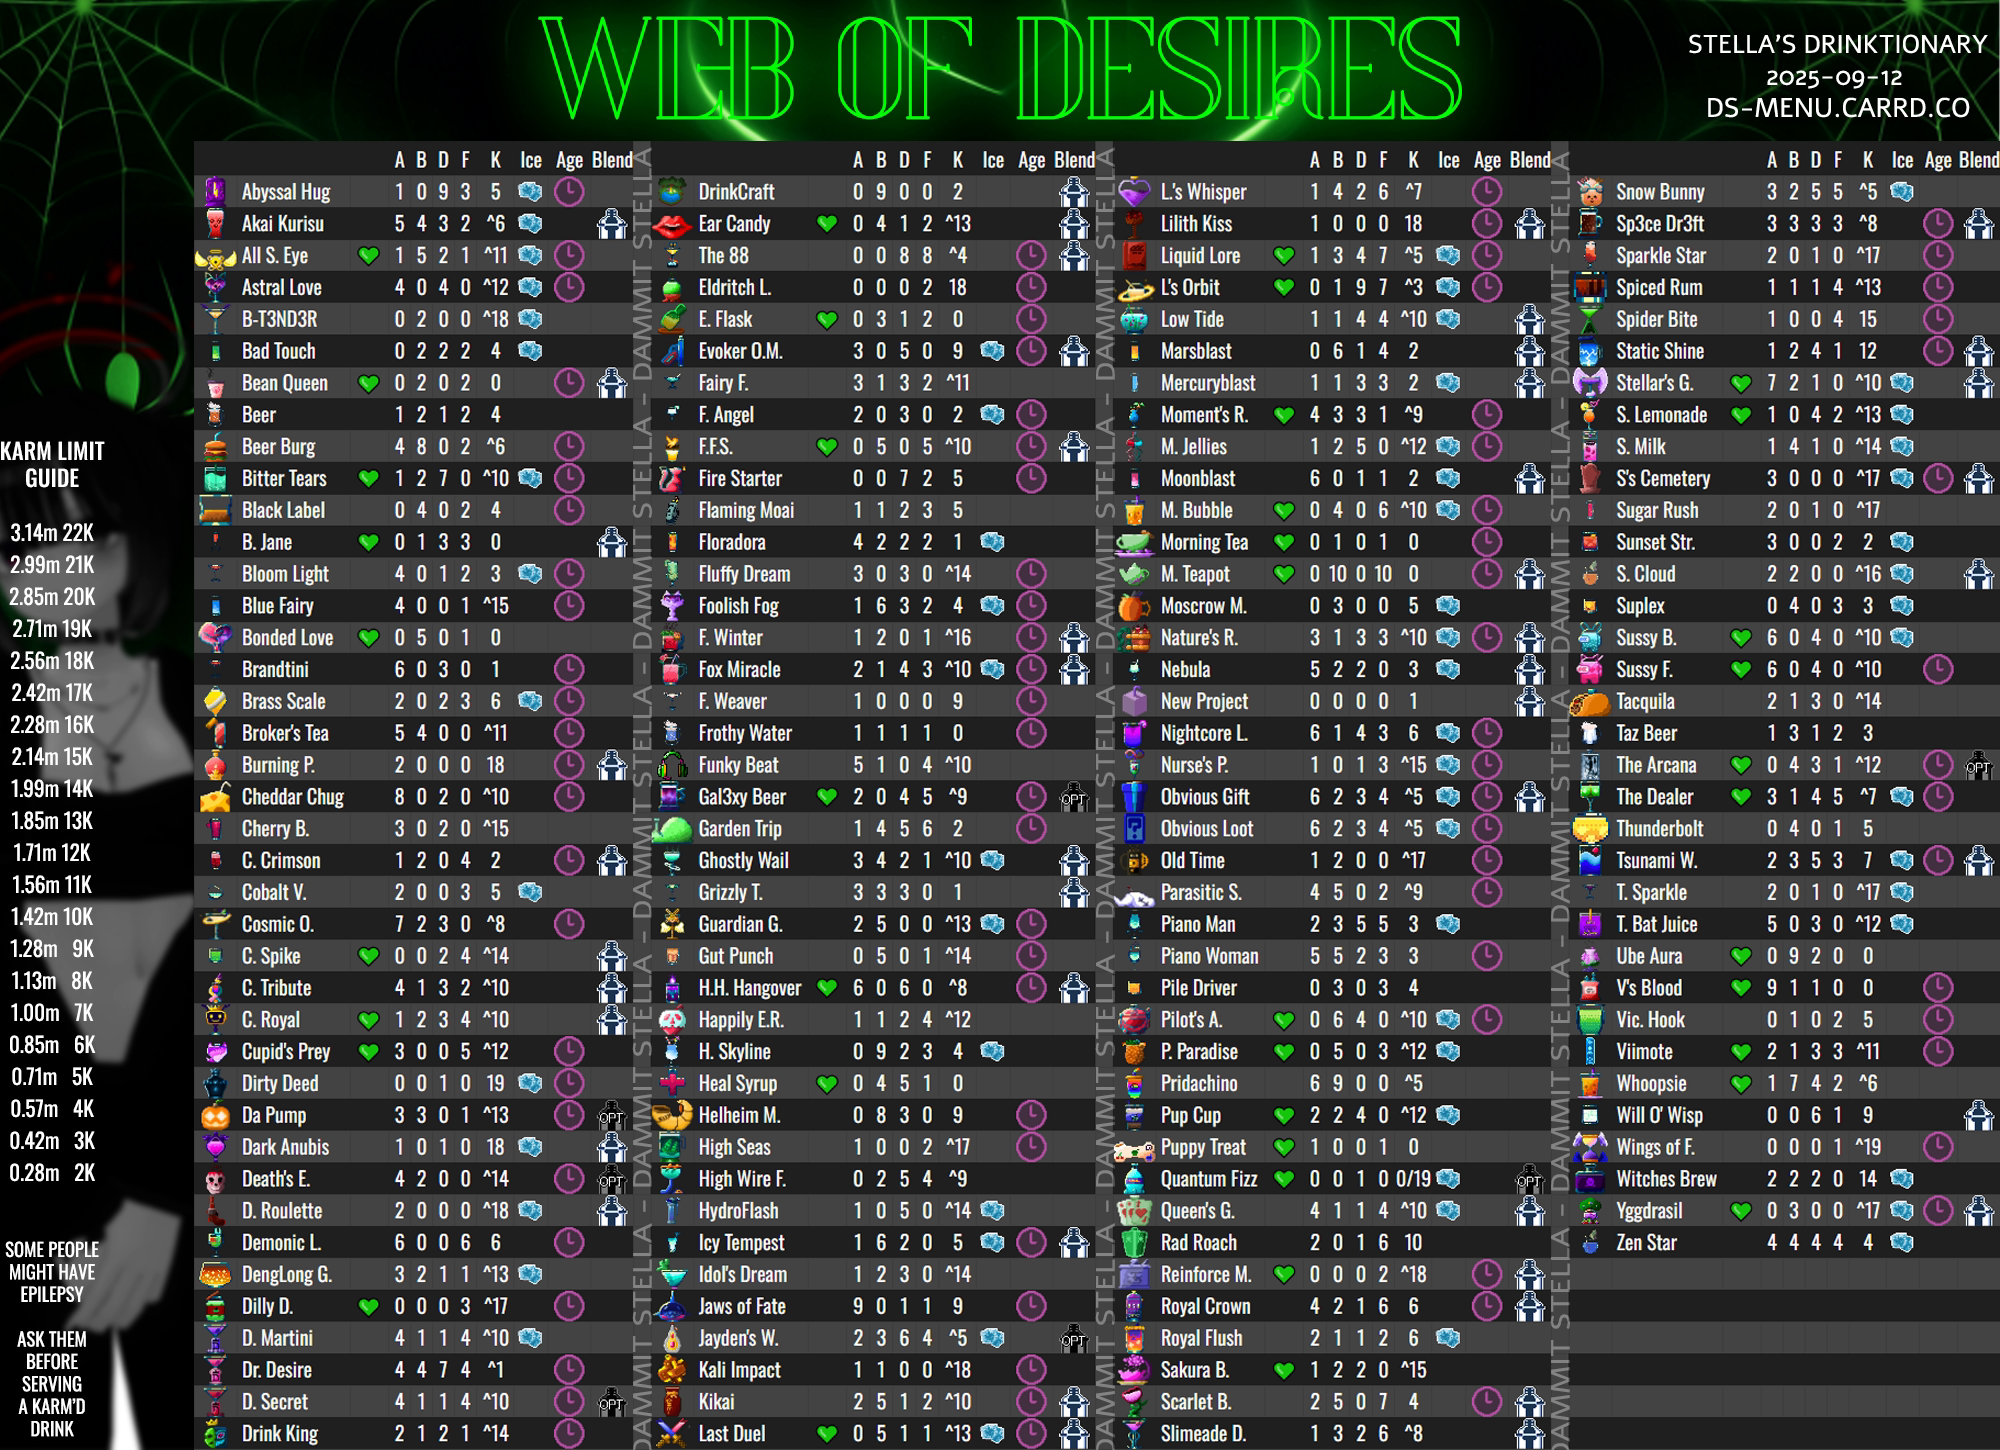 WEB OF DESIRES
STELLA'S DRINKTIONARY
2025-09-12
DS-MENU.CARRD.CO
KARM LIMIT
GUIDE
3.14m 22K
2.99m 21K
2.85m 20K
2.71m 19K
2.56m 18K
2.42m 17K
2.28m 16K
2.14m 15K
1.99m 14K
1.85m 13K
1.71m 12K
1.56m 11K
1.42m 10K
1.28m 9K
1.13m 8K
1.00m 7K
0.85m 6K
0.71m 5K
0.57m 4K
0.42m 3K
0.28m 2K
SOME PEOPLE
MIGHT HAVE
EPILEPSY
ASK THEM
BEFORE
SERVING
A KARM'D
DRINK
A B D F K Ice Age Blend
Abyssal Hug 1 0 9 3 5
Akai Kurisu 5 4 3 2 ^6
All S. Eye 1 5 2 1 ^11
Astral Love 4 0 4 0 ^12
B-T3ND3R 0 2 0 0 ^18
Bad Touch 0 2 2 2 4
Bean Queen 0 2 0 2 0
Beer 1 2 1 2 4
Beer Burg 4 8 0 2 ^6
Bitter Tears 1 2 7 0 ^10
Black Label 0 4 0 2 4
B. Jane 0 1 3 3 0
Bloom Light 4 0 1 2 3
Blue Fairy 4 0 0 1 ^15
Bonded Love 0 5 0 1 0
Brandtini 6 0 3 0 1
Brass Scale 2 0 2 3 6
Broker's Tea 5 4 0 0 ^11
Burning P. 2 0 0 0 18
Cheddar Chug 8 0 2 0 ^10
Cherry B. 3 0 2 0 ^15
C. Crimson 1 2 0 4 2
Cobalt V. 2 0 0 3 5
Cosmic O. 7 2 3 0 ^8
C. Spike 0 0 2 4 ^14
C. Tribute 4 1 3 2 ^10
C. Royal 1 2 3 4 ^10
Cupid's Prey 3 0 0 5 ^12
Dirty Deed 0 0 1 0 19
Da Pump 3 3 0 1 ^13 OPT
Dark Anubis 1 0 1 0 18
Death's E. 4 2 0 0 ^14 OPT
D. Roulette 2 0 0 0 ^18
Demonic L. 6 0 0 6 6
DengLong G. 3 2 1 1 ^13
Dilly D. 0 0 0 3 ^17
D. Martini 4 1 1 4 ^10
Dr. Desire 4 4 7 4 ^1
D. Secret 4 1 1 4 ^10 OPT
Drink King 2 1 2 1 ^14
DAMMIT STELLA - DAMMIT STELLA - DAMMIT STELLA - DAMMIT STELLA
A B D F K Ice Age Blend
DrinkCraft 0 9 0 0 2
Ear Candy 0 4 1 2 ^13
The 88 0 0 8 8 ^4
Eldritch L. 0 0 0 2 18
E. Flask 0 3 1 2 0
Evoker O.M. 3 0 5 0 9
Fairy F. 3 1 3 2 ^11
F. Angel 2 0 3 0 2
F.F.S. 0 5 0 5 ^10
Fire Starter 0 0 7 2 5
Flaming Moai 1 1 2 3 5
Floradora 4 2 2 2 1
Fluffy Dream 3 0 3 0 ^14
Foolish Fog 1 6 3 2 4
F. Winter 1 2 0 1 ^16
Fox Miracle 2 1 4 3 ^10
F. Weaver 1 0 0 0 9
Frothy Water 1 1 1 1 0
Funky Beat 5 1 0 4 ^10
Gal3xy Beer 2 0 4 5 ^9 OPT
Garden Trip 1 4 5 6 2
Ghostly Wail 3 4 2 1 ^10
Grizzly T. 3 3 3 0 1
Guardian G. 2 5 0 0 ^13
Gut Punch 0 5 0 1 ^14
H.H. Hangover 6 0 6 0 ^8
Happily E.R. 1 1 2 4 ^12
H. Skyline 0 9 2 3 4
Heal Syrup 0 4 5 1 0
Helheim M. 0 8 3 0 9
High Seas 1 0 0 2 ^17
High Wire F. 0 2 5 4 ^9
HydroFlash 1 0 5 0 ^14
Icy Tempest 1 6 2 0 5
Idol's Dream 1 2 3 0 ^14
Jaws of Fate 9 0 1 1 9
Jayden's W. 2 3 6 4 ^5 OPT
Kali Impact 1 1 0 0 ^18
Kikai 2 5 1 2 ^10
Last Duel 0 5 1 1 ^13
DAMMIT STELLA - DAMMIT STELLA - DAMMIT STELLA - DAMMIT STELLA
A B D F K Ice Age Blend
L.'s Whisper 1 4 2 6 ^7
Lilith Kiss 1 0 0 0 18
Liquid Lore 1 3 4 7 ^5
L's Orbit 0 1 9 7 ^3
Low Tide 1 1 4 4 ^10
Marsblast 0 6 1 4 2
Mercuryblast 1 1 3 3 2
Moment's R. 4 3 3 1 ^9
M. Jellies 1 2 5 0 ^12
Moonblast 6 0 1 1 2
M. Bubble 0 4 0 6 ^10
Morning Tea 0 1 0 1 0
M. Teapot 0 10 0 10 0
Moscrow M. 0 3 0 0 5
Nature's R. 3 1 3 3 ^10
Nebula 5 2 2 0 3
New Project 0 0 0 0 1
Nightcore L. 6 1 4 3 6
Nurse's P. 1 0 1 3 ^15
Obvious Gift 6 2 3 4 ^5
Obvious Loot 6 2 3 4 ^5
Old Time 1 2 0 0 ^17
Parasitic S. 4 5 0 2 ^9
Piano Man 2 3 5 5 3
Piano Woman 5 5 2 3 3
Pile Driver 0 3 0 3 4
Pilot's A. 0 6 4 0 ^10
P. Paradise 0 5 0 3 ^12
Pridachino 6 9 0 0 ^5
Pup Cup 2 2 4 0 ^12
Puppy Treat 1 0 0 1 0
Quantum Fizz 0 0 1 0 0/19 OPT
Queen's G. 4 1 1 4 ^10
Rad Roach 2 0 1 6 10
Reinforce M. 0 0 0 2 ^18
Royal Crown 4 2 1 6 6
Royal Flush 2 1 1 2 6
Sakura B. 1 2 2 0 ^15
Scarlet B. 2 5 0 7 4
Slimeade D. 1 3 2 6 ^8
DAMMIT STELLA - DAMMIT STELLA - DAMMIT STELLA - DAMMIT STELLA
A B D F K Ice Age Blend
Snow Bunny 3 2 5 5 ^5
Sp3ce Dr3ft 3 3 3 3 ^8
Sparkle Star 2 0 1 0 ^17
Spiced Rum 1 1 1 4 ^13
Spider Bite 1 0 0 4 15
Static Shine 1 2 4 1 12
Stellar's G. 7 2 1 0 ^10
S. Lemonade 1 0 4 2 ^13
S. Milk 1 4 1 0 ^14
S's Cemetery 3 0 0 0 ^17
Sugar Rush 2 0 1 0 ^17
Sunset Str. 3 0 0 2 2
S. Cloud 2 2 0 0 ^16
Suplex 0 4 0 3 3
Sussy B. 6 0 4 0 ^10
Sussy F. 6 0 4 0 ^10
Tacquila 2 1 3 0 ^14
Taz Beer 1 3 1 2 3
The Arcana 0 4 3 1 ^12 OPT
The Dealer 3 1 4 5 ^7
Thunderbolt 0 4 0 1 5
Tsunami W. 2 3 5 3 7
T. Sparkle 2 0 1 0 ^17
T. Bat Juice 5 0 3 0 ^12
Ube Aura 0 9 2 0 0
V's Blood 9 1 1 0 0
Vic. Hook 0 1 0 2 5
Viimote 2 1 3 3 ^11
Whoopsie 1 7 4 2 ^6
Will O' Wisp 0 0 6 1 9
Wings of F. 0 0 0 1 ^19
Witches Brew 2 2 2 0 14
Yggdrasil 0 3 0 0 ^17
Zen Star 4 4 4 4 4